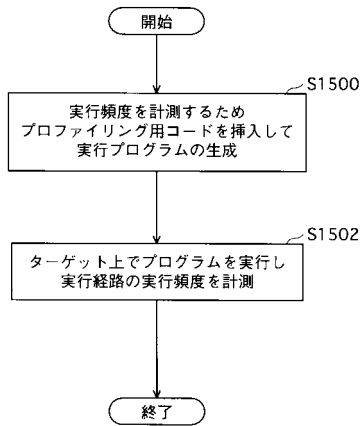 開始
S1500
実行頻度を計測するため
プロファイリング用コードを挿入して
実行プログラムの生成
S1502
ターゲット上でプログラムを実行し
実行経路の実行頻度を計測
終了